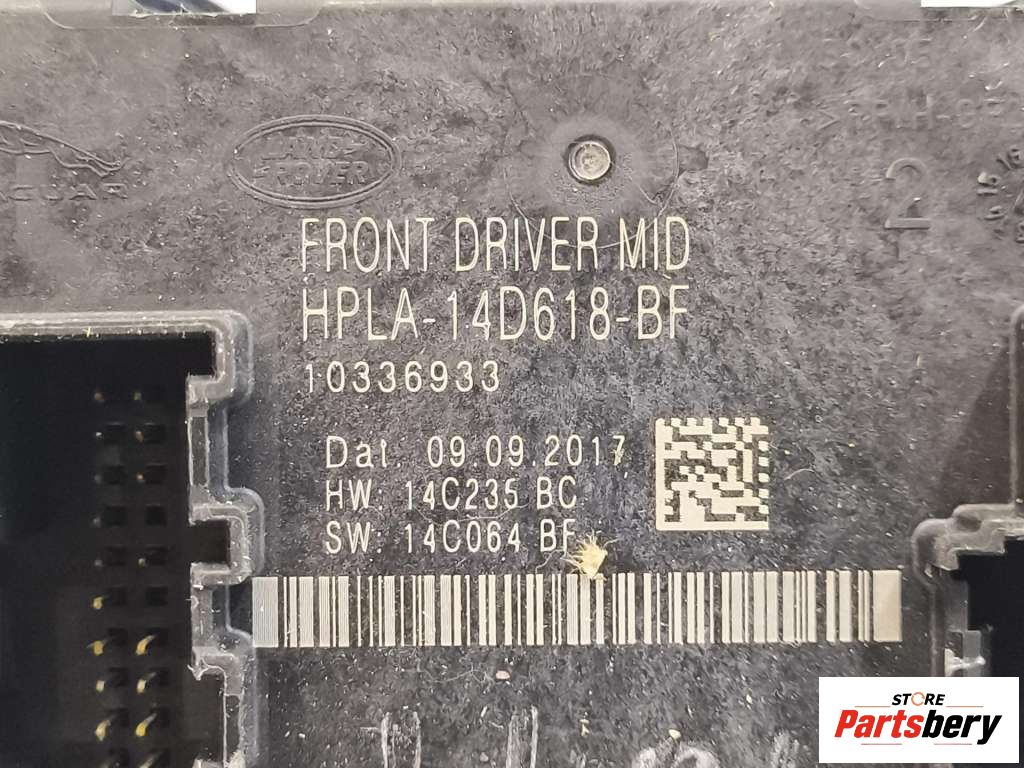 LAND-
ROVER
FRONT DRIVER MID
HPLA-14D618-BF
10336933
Dat. 09.09.2017
HW: 14C235 BC
SW: 14C064 BF
2
STORE
Partsbery